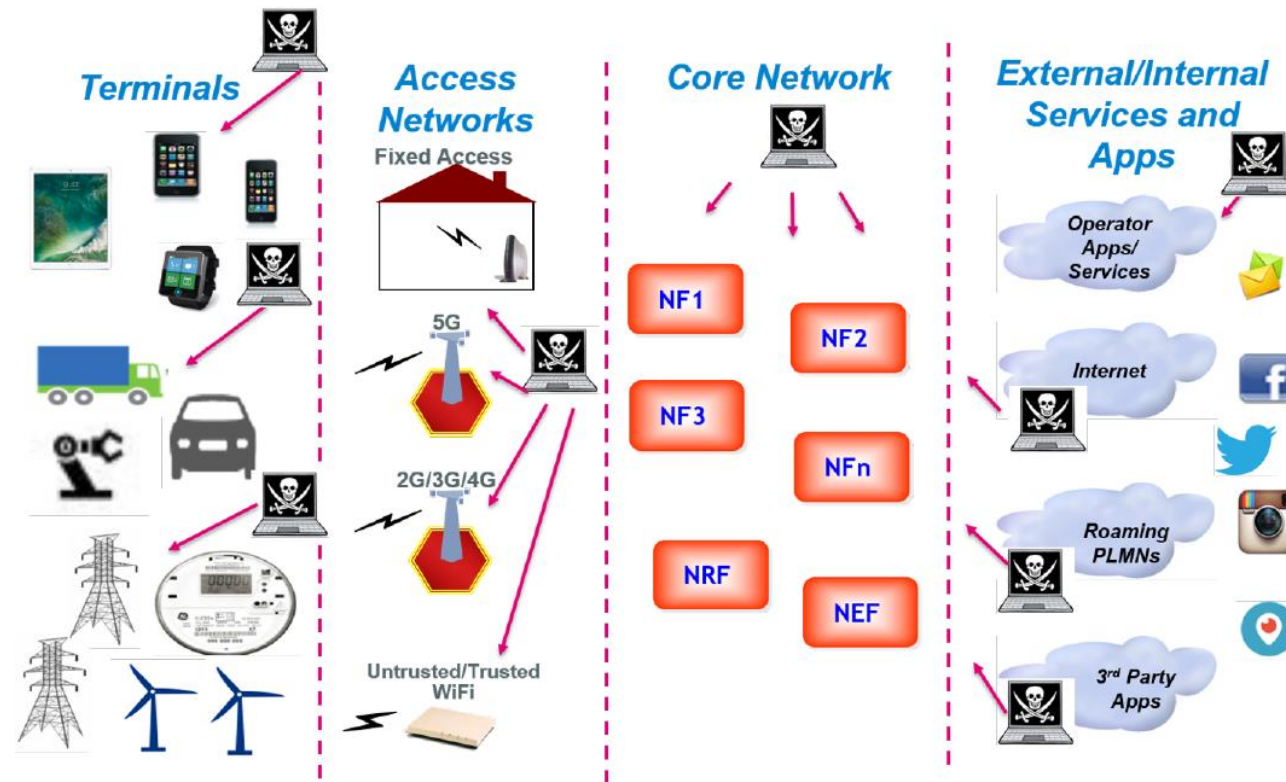 Terminals
Access
Networks
Fixed Access
5G
2G/3G/4G
Untrusted/Trusted
WiFi
Core Network
NF1
NF2
NF3
NFn
NRF
NEF
External/Internal
Services and
Apps
Operator
Apps/
Services
Internet
Roaming
PLMNs
3rd Party
Apps